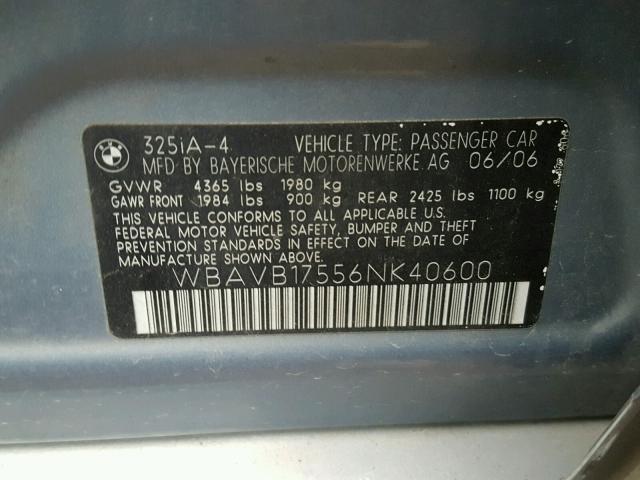 BMW
325iA-4 VEHICLE TYPE: PASSENGER CAR
MFD BY BAYERISCHE MOTORENWERKE AG 06/06
GVWR 4365 lbs 1980 kg
GAWR FRONT 1984 lbs 900 kg REAR 2425 lbs 1100 kg
THIS VEHICLE CONFORMS TO ALL APPLICABLE U.S.
FEDERAL MOTOR VEHICLE SAFETY, BUMPER AND THEFT
PREVENTION STANDARDS IN EFFECT ON THE DATE OF
MANUFACTURE SHOWN ABOVE.
WBAVB17556NK40600